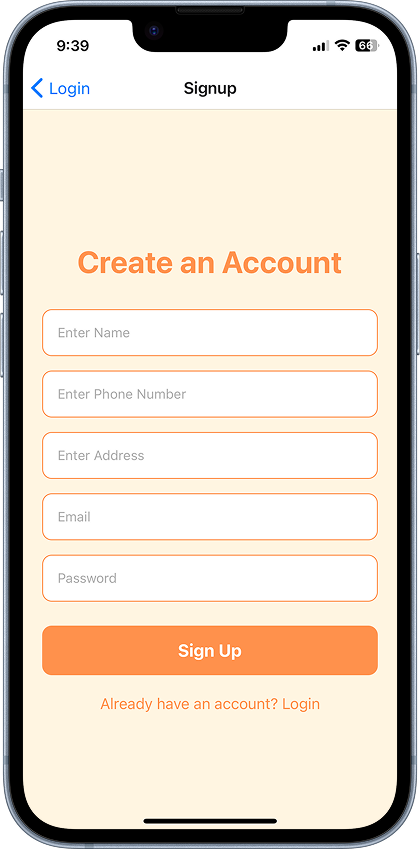 9:39
66
Login
Signup
Create an Account
Enter Name
Enter Phone Number
Enter Address
Email
Password
Sign Up
Already have an account? Login